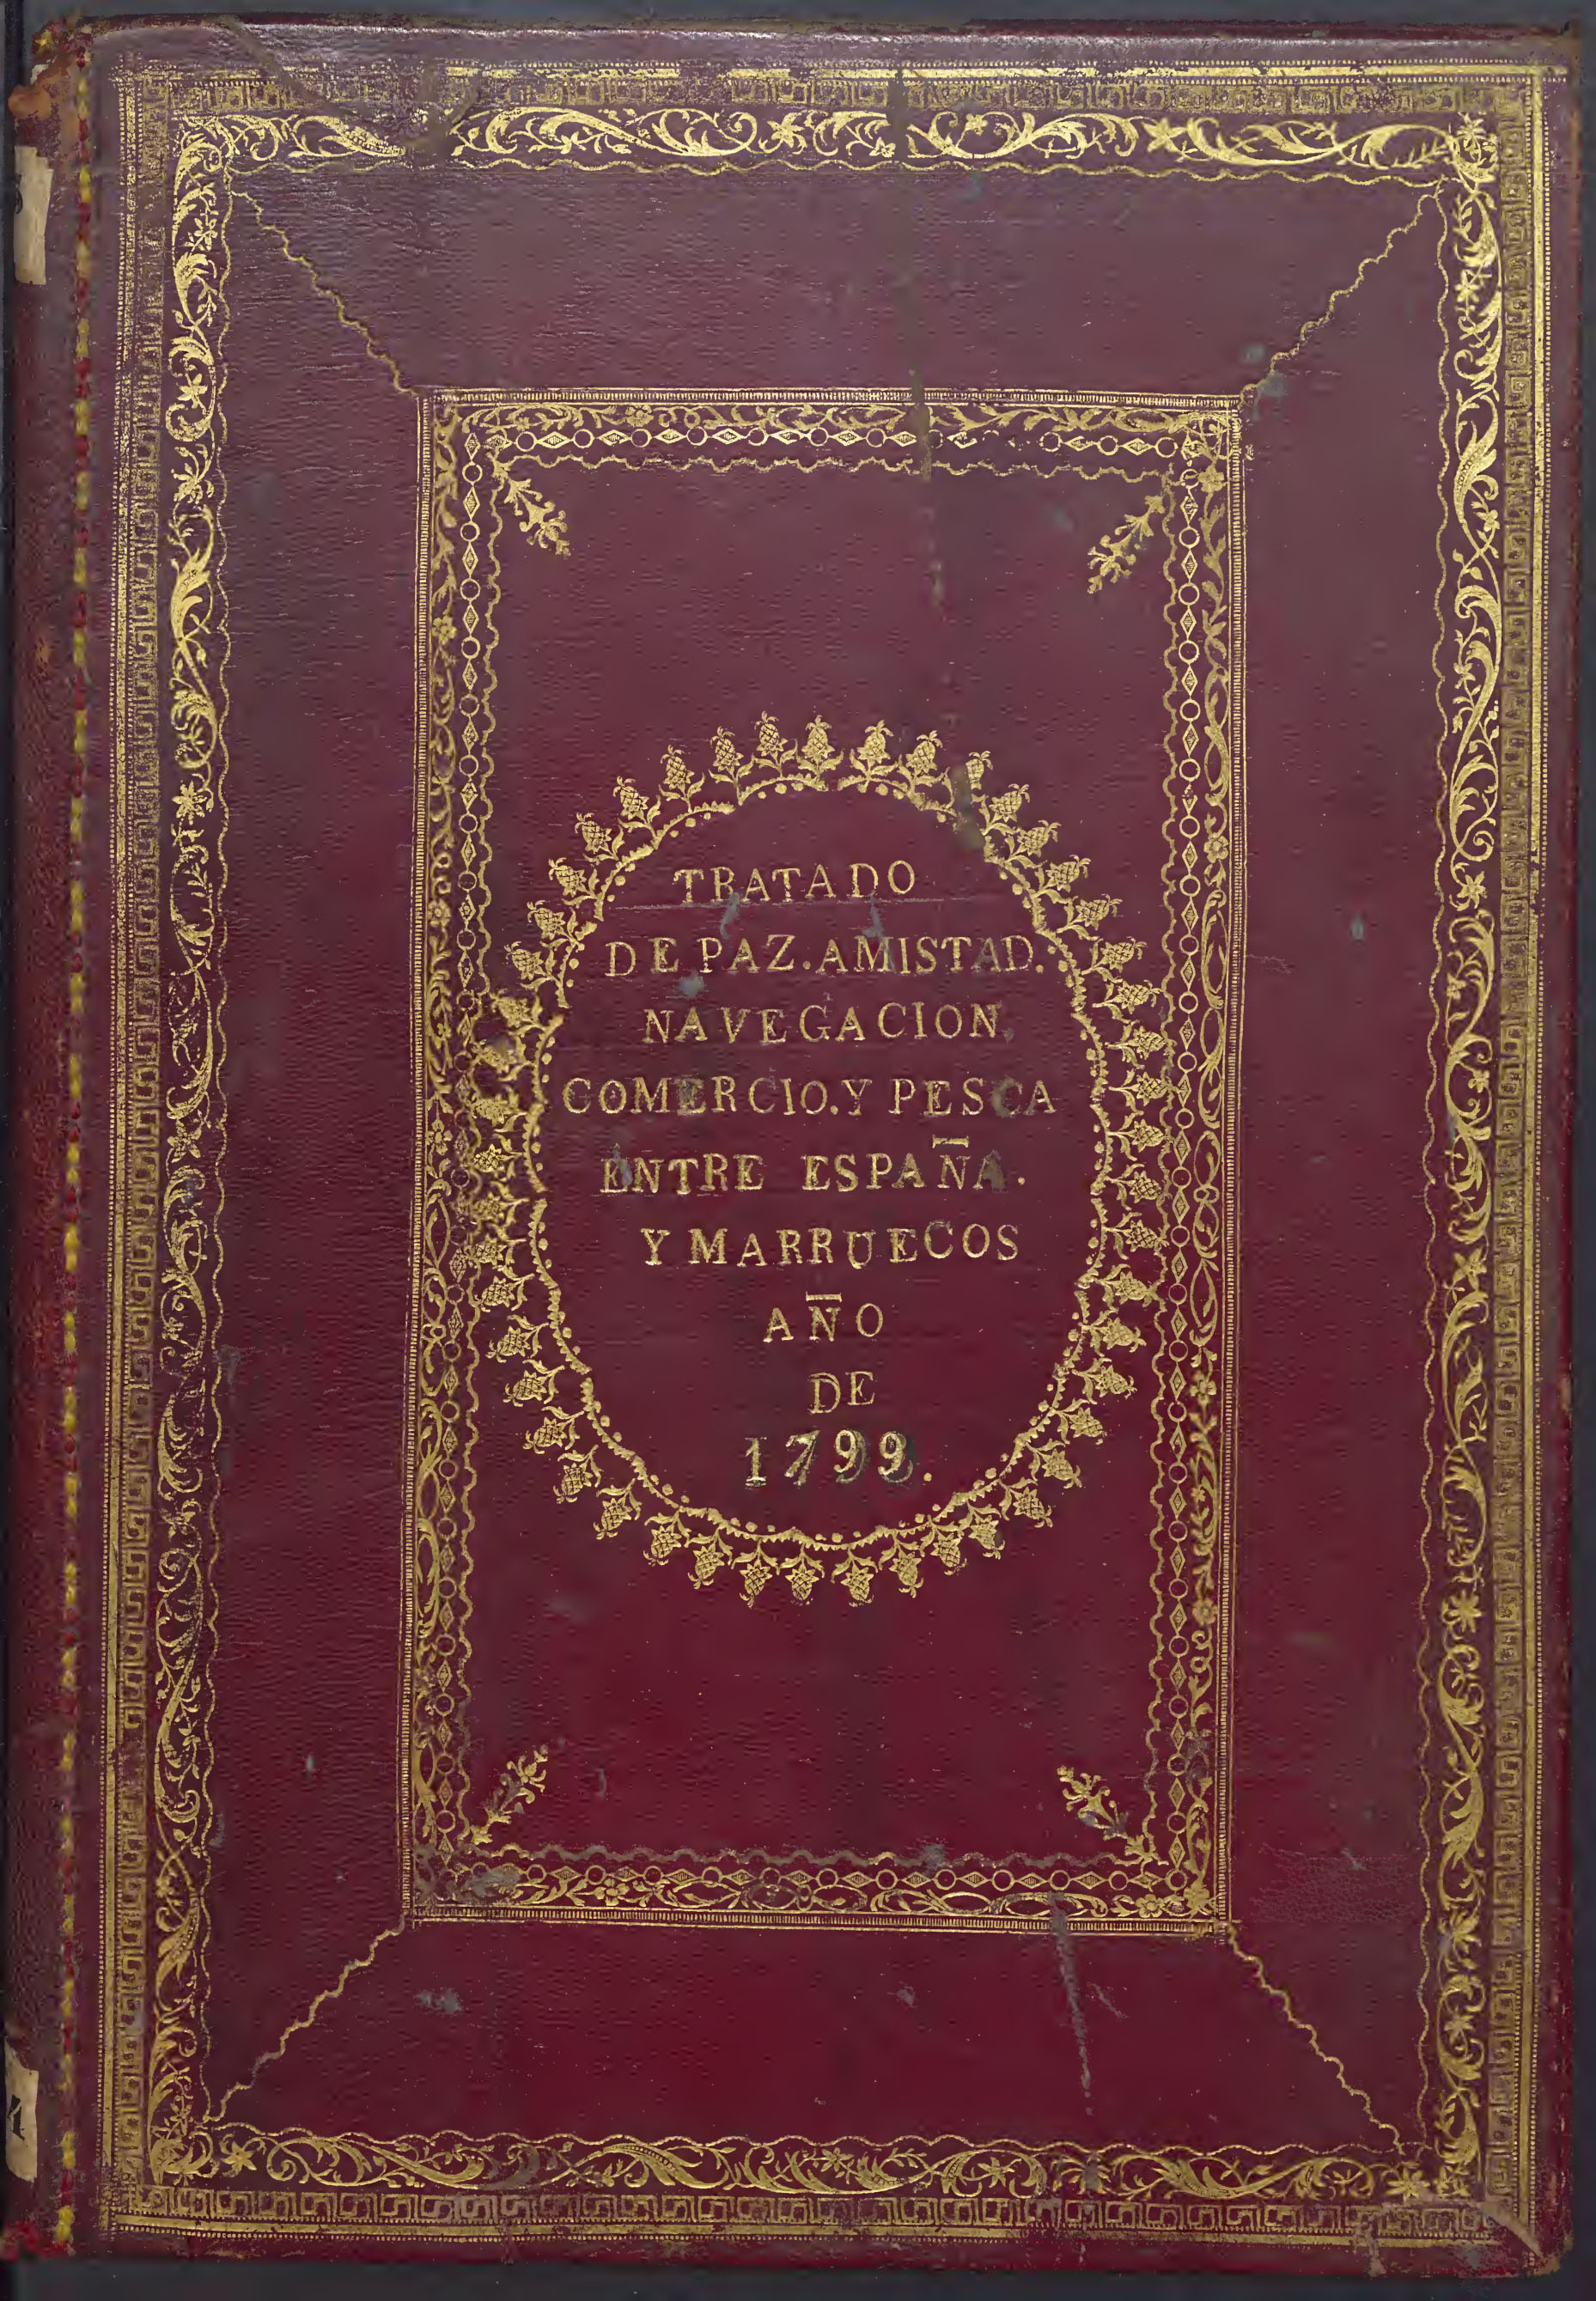 TRATADO
DE PAZ. AMISTAD.
NAVEGACION,
COMERCIO. Y PESCA
ENTRE ESPAÑA.
Y MARRUECOS
AÑO
DE
1799.